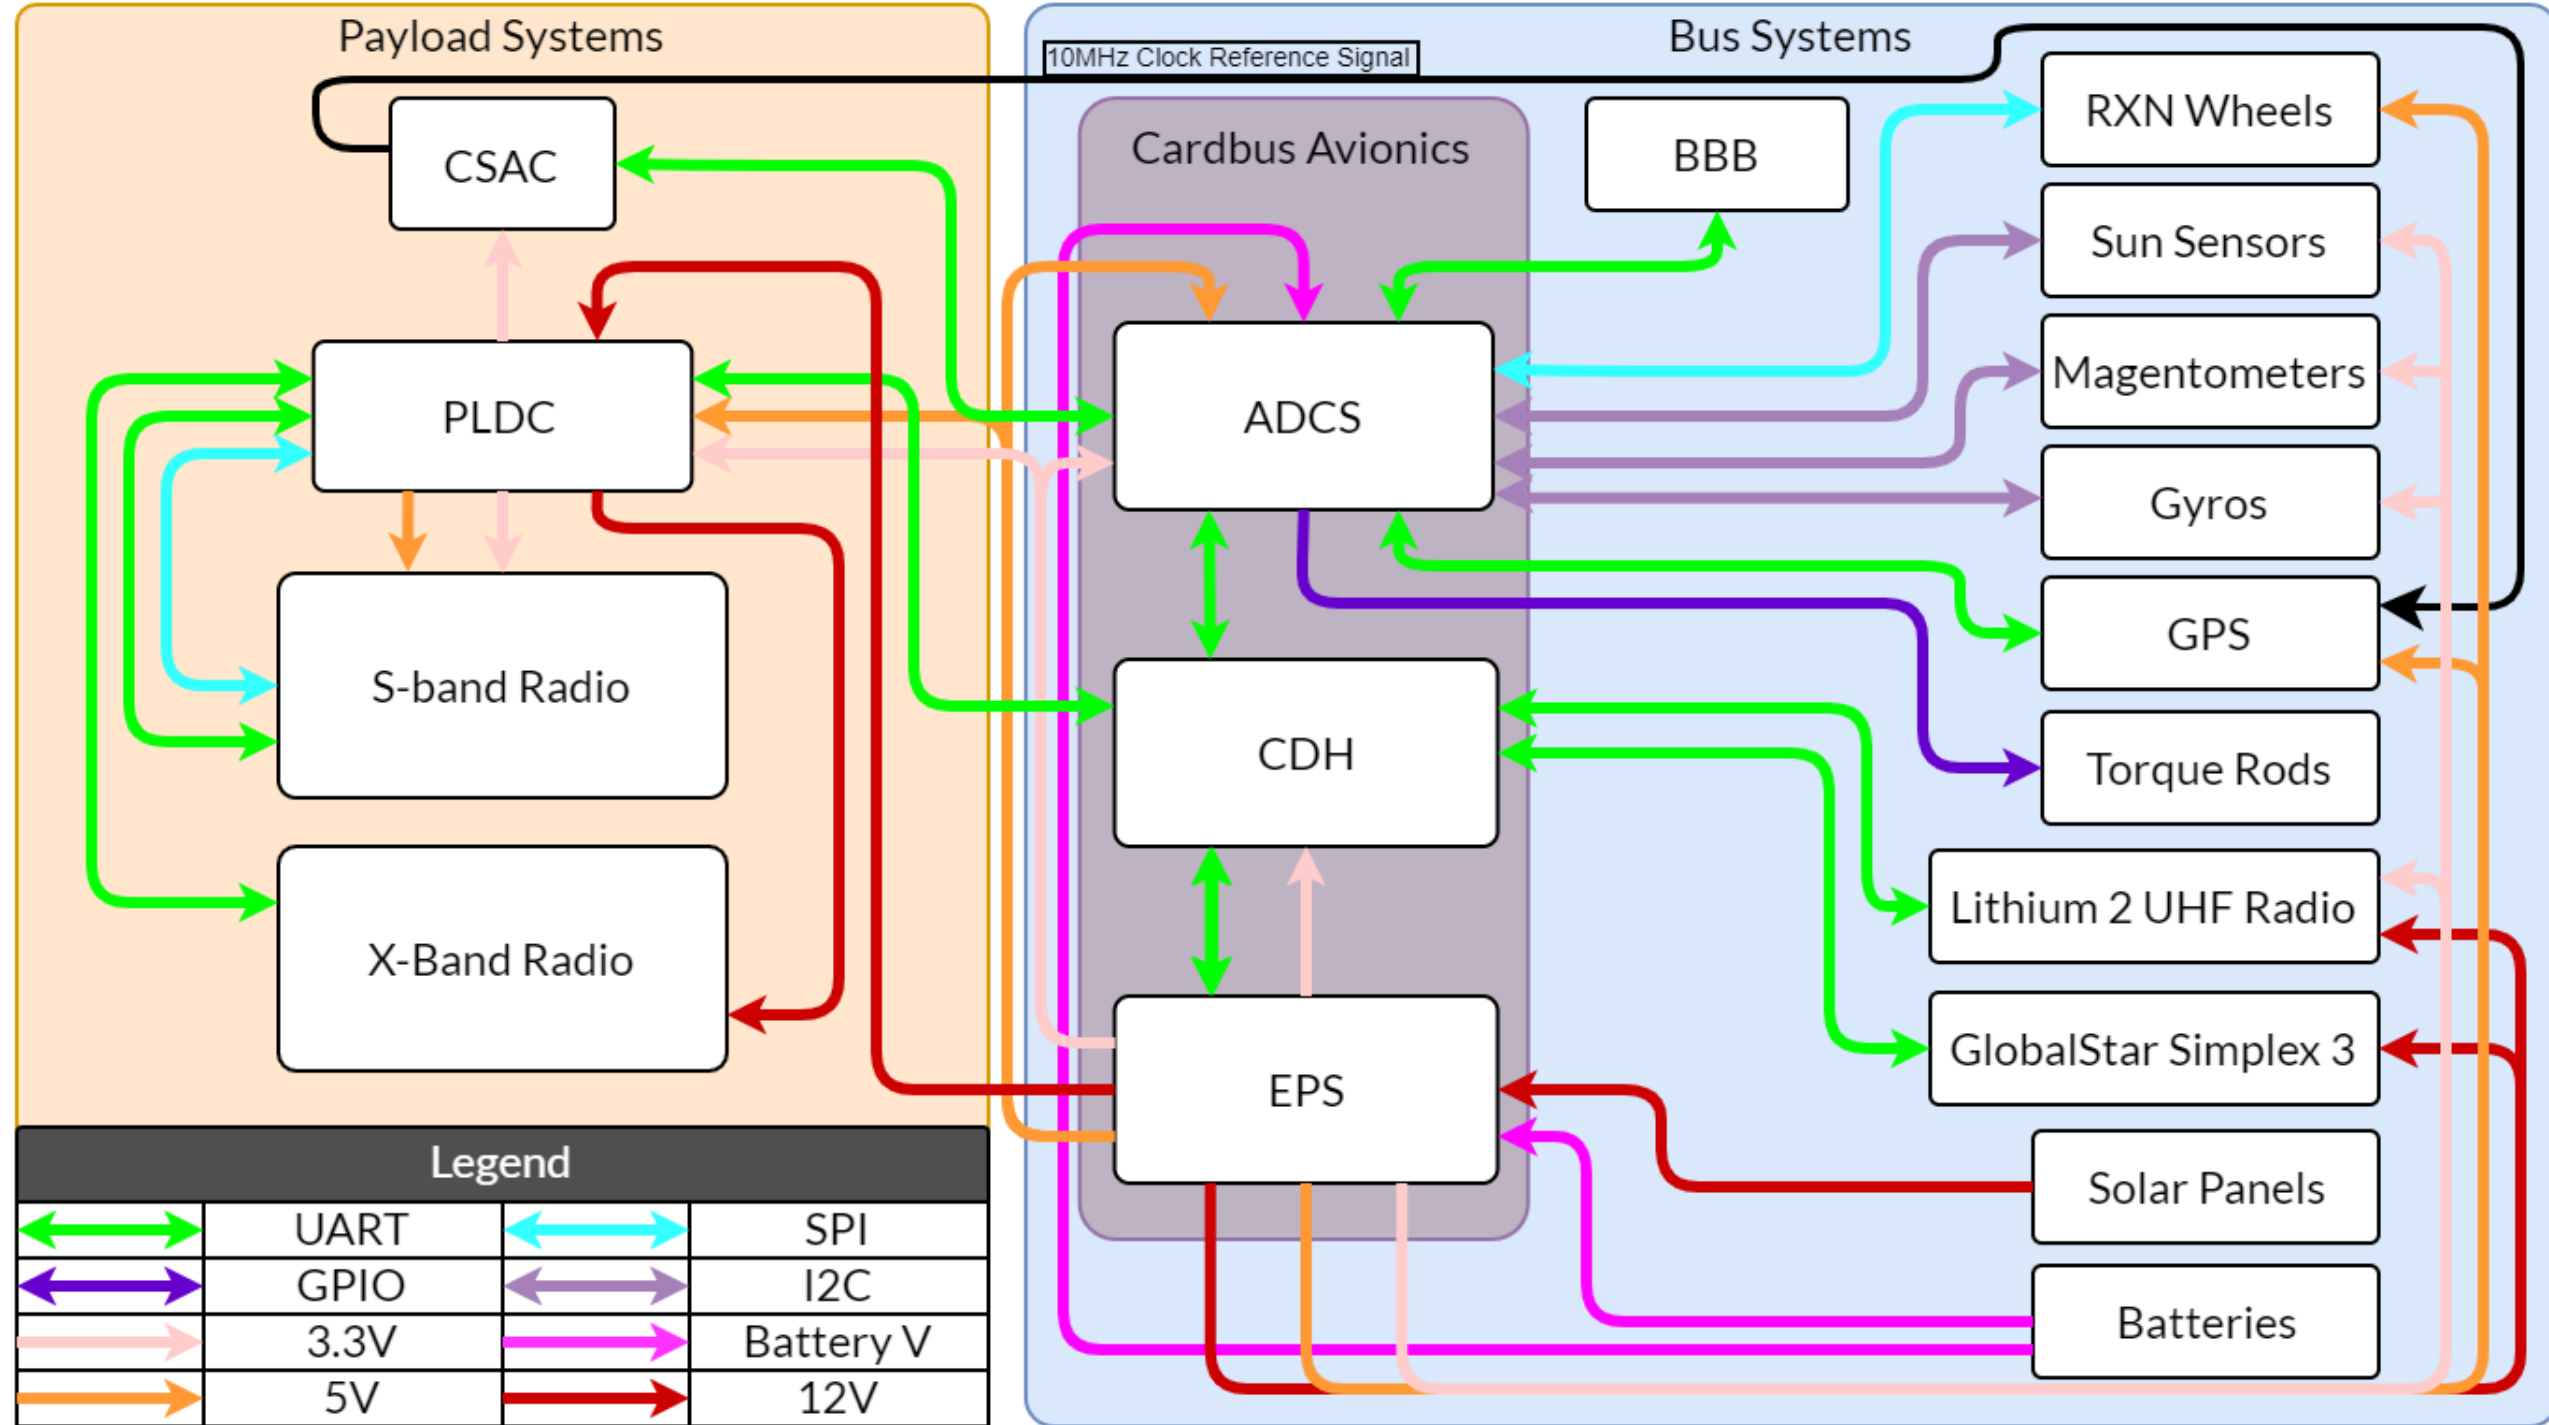 Payload Systems
Bus Systems
10MHz Clock Reference Signal
CSAC
Cardbus Avionics
BBB
RXN Wheels
Sun Sensors
Magentometers
PLDC
ADCS
Gyros
GPS
S-band Radio
CDH
Torque Rods
Lithium 2 UHF Radio
X-Band Radio
GlobalStar Simplex 3
EPS
Solar Panels
Batteries
Legend
UART
SPI
GPIO
I2C
3.3V
Battery V
5V
12V